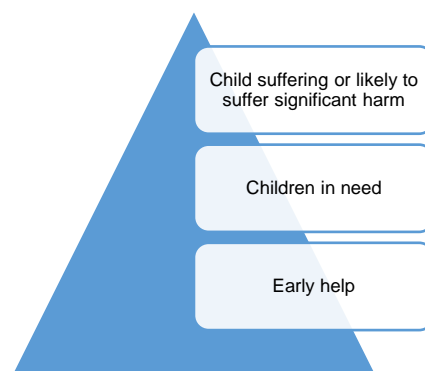 Child suffering or likely to
suffer significant harm
Children in need
Early help